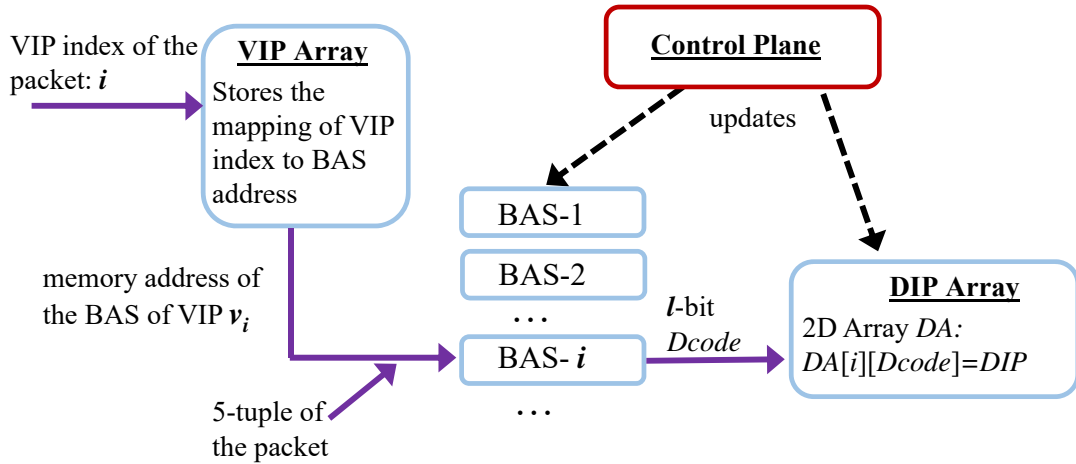 VIP index of the
packet: i
VIP Array
Stores the
mapping of VIP
index to BAS
address
Control Plane
updates
BAS-1
BAS-2
...
BAS- i
...
memory address of
the BAS of VIP vi
5-tuple of
the packet
l-bit
Dcode
DIP Array
2D Array DA:
DA[i][Dcode]=DIP